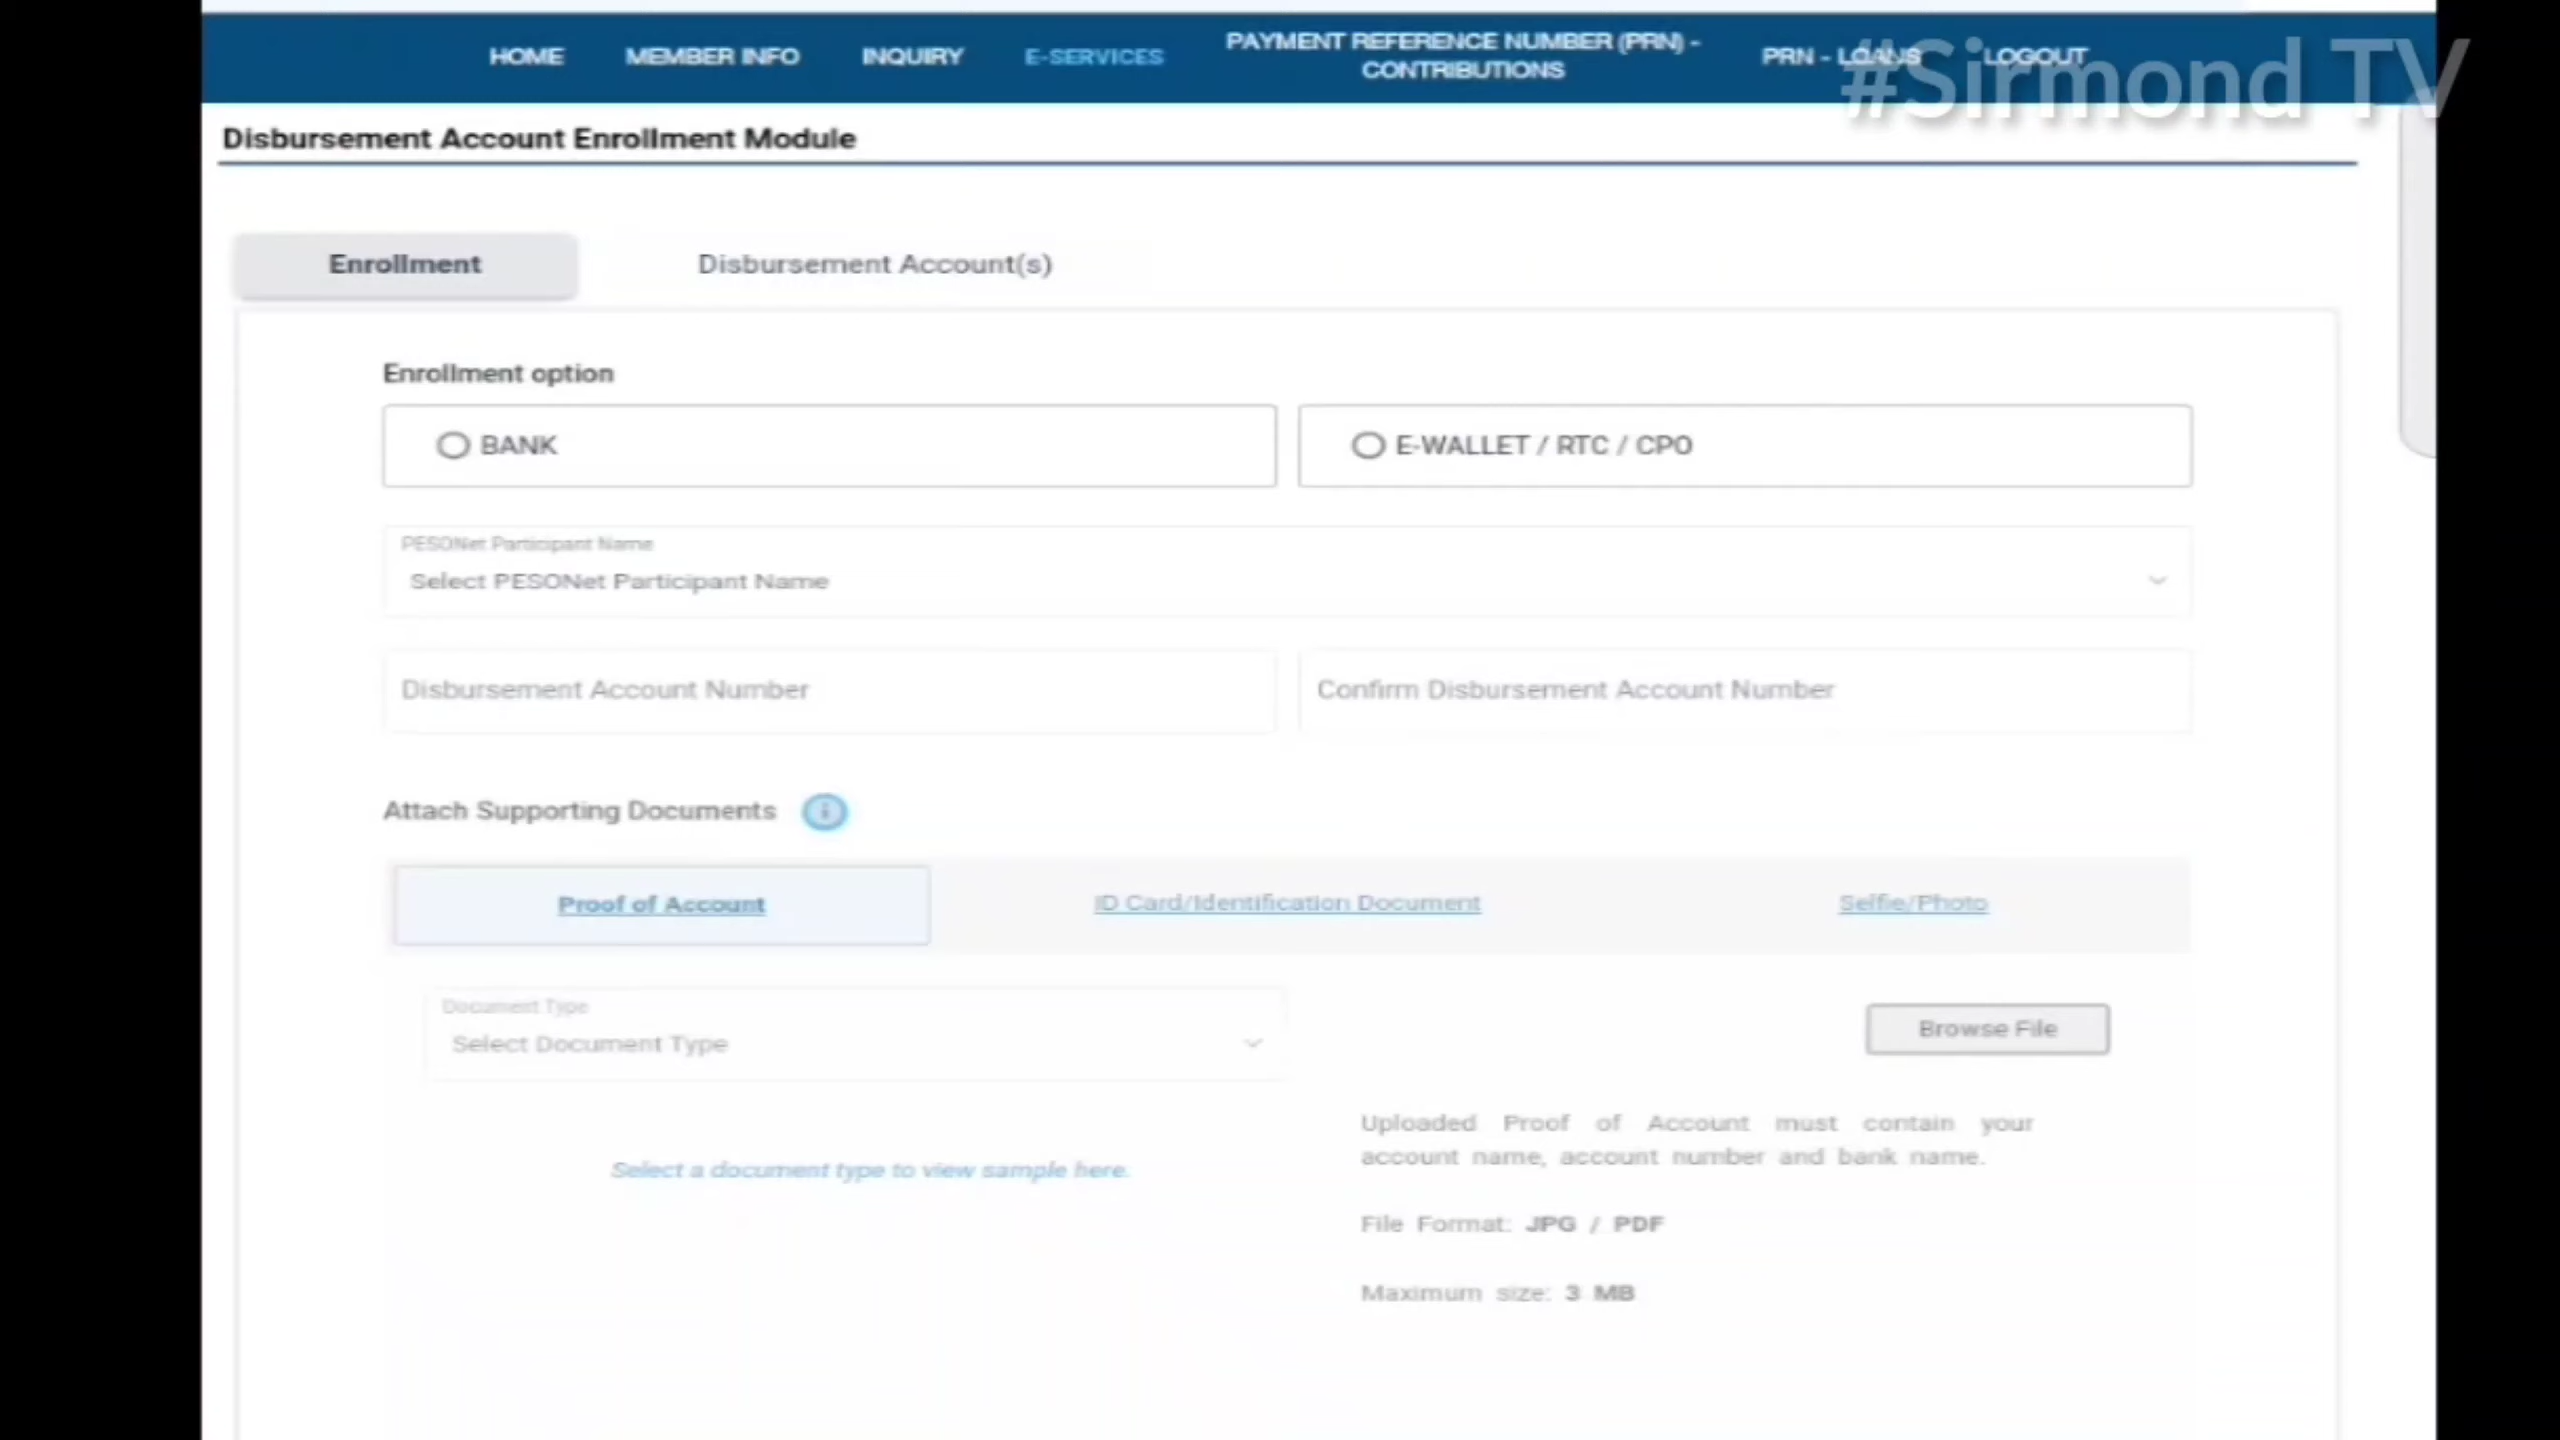 HOME
MEMBER INFO
INQUIRY
E-SERVICES
PAYMENT REFERENCE NUMBER (PRN) -
CONTRIBUTIONS
PRN - LOANS
LOGOUT
#Sirmond TV
Disbursement Account Enrollment Module
Enrollment
Disbursement Account(s)
Enrollment option
BANK
E-WALLET / RTC / CPO
PESONet Participant Name
Select PESONet Participant Name
Disbursement Account Number
Confirm Disbursement Account Number
Attach Supporting Documents
i
Proof of Account
ID Card/Identification Document
Selfie/Photo
Document Type
Select Document Type
Browse File
Select a document type to view sample here.
Uploaded Proof of Account must contain your
account name, account number and bank name.
File Format: JPG / PDF
Maximum size: 3 MB